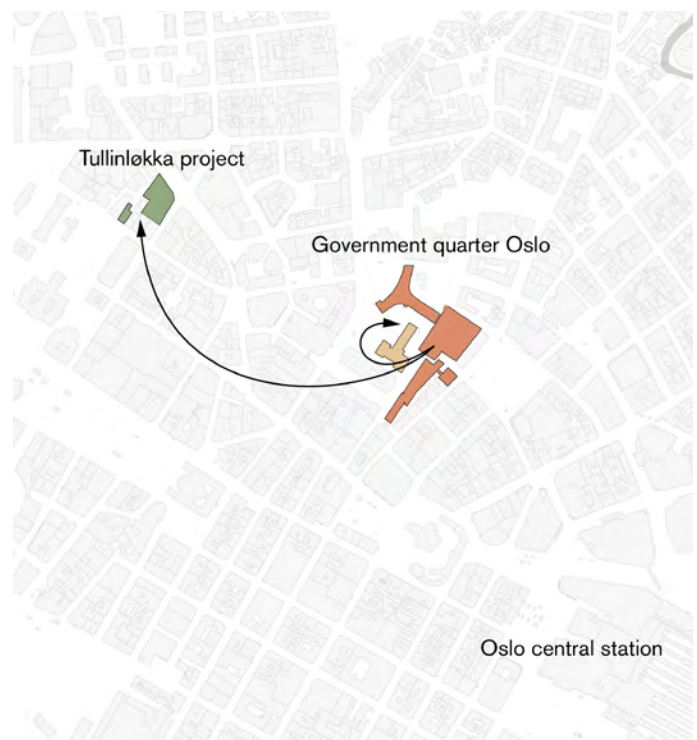 Tullinløkka project
Government quarter Oslo
Oslo central station